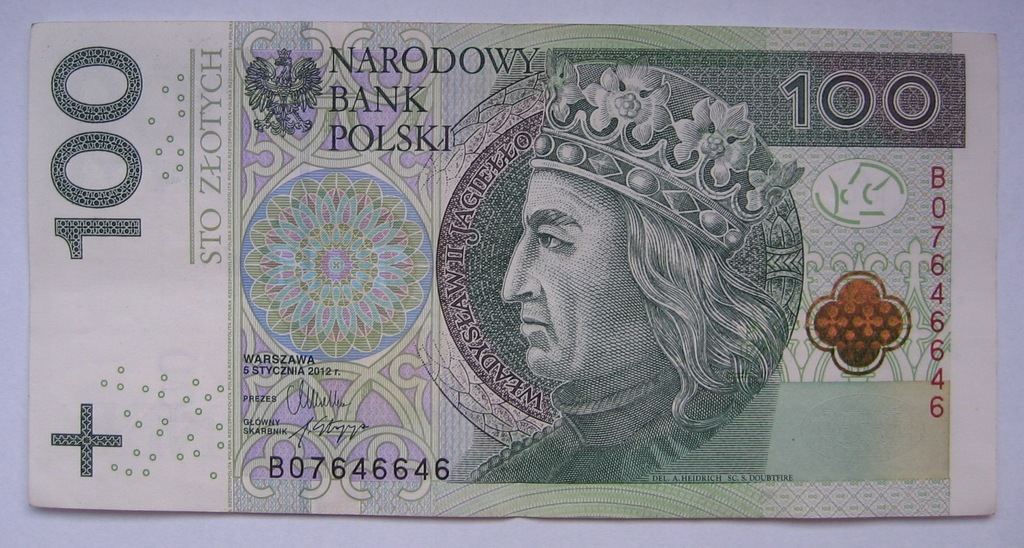 100
STO ZŁOTYCH
NARODOWY
BANK
POLSKI
WŁADYSŁAW II JAGIEŁŁO
100
B07646646
WARSZAWA
5 STYCZNIA 2012 r.
PREZES
GŁÓWNY
SKARBNIK
B07646646
DEL. A. HEIDRICH SC. S. DOUBTFIRE